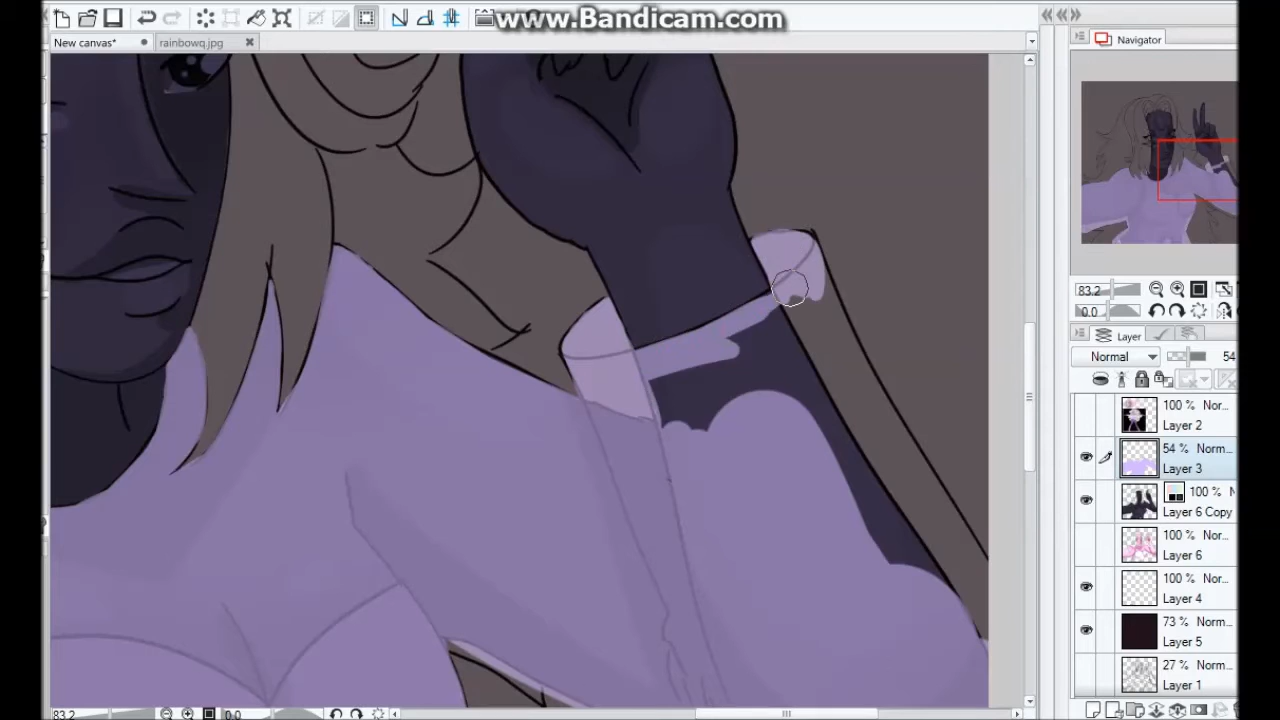 www.Bandicam.com
New canvas*
rainbowq.jpg
Navigator
83.2
0.0
Layer
Normal
54
100 % Nor...
Layer 2
54 % Norm...
Layer 3
100 % N
Layer 6 Copy
100 % Nor...
Layer 6
100 % Nor...
Layer 4
73 % Norm...
Layer 5
27 % Norm...
Layer 1
83.2
0.0